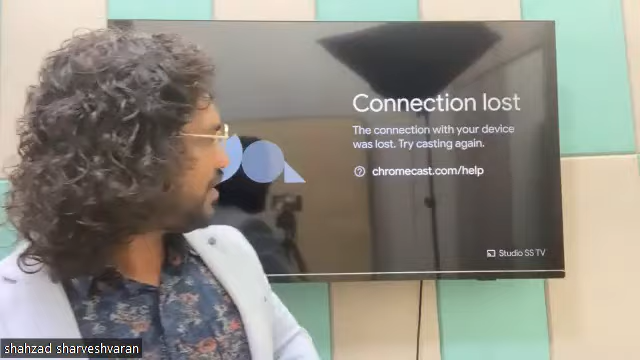 Connection lost
The connection with your device
was lost. Try casting again.
chromecast.com/help
Studio SS TV
shahzad sharveshvaran